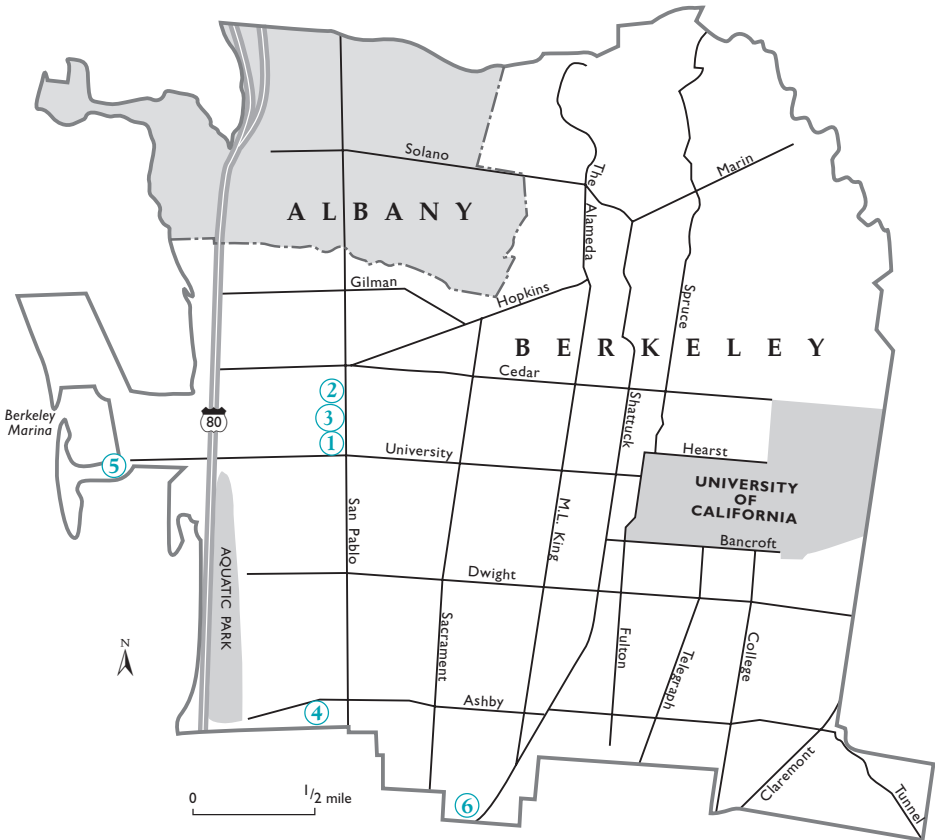 Solano
The
Marin
ALBANY
Alameda
Gilman
Hopkins
Spruce
BERKELEY
Cedar
2
Berkeley
Marina
80
3
Shattuck
1
5
University
Hearst
UNIVERSITY
OF
CALIFORNIA
San Pablo
M.L. King
Bancroft
AQUATIC PARK
Dwight
N
Sacrament
Fulton
Telegraph
College
4
Ashby
Claremont
Tunnel
0
1/2 mile
6